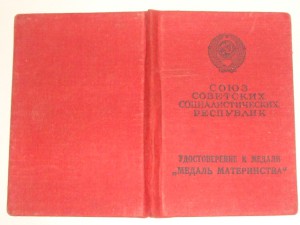 СОЮЗ
СОВЕТСКИХ
СОЦИАЛИСТИЧЕСКИХ
РЕСПУБЛИК
УДОСТОВЕРЕНИЕ К МЕДАЛИ
„МЕДАЛЬ МАТЕРИНСТВА“